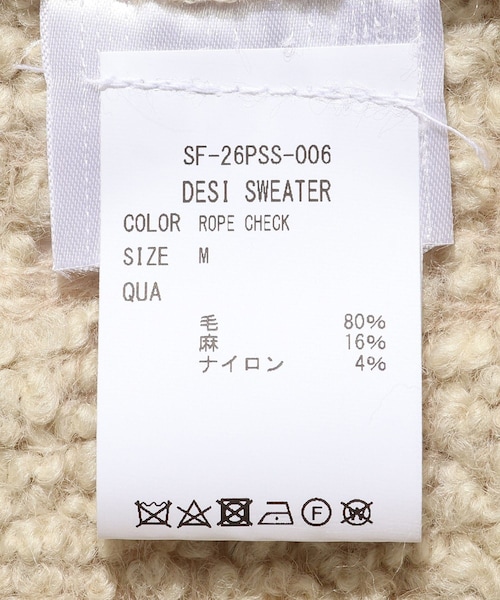 SF-26PSS-006
DESI SWEATER
COLOR ROPE CHECK
SIZE M
QUA
毛 80%
麻 16%
ナイロン 4%
F W